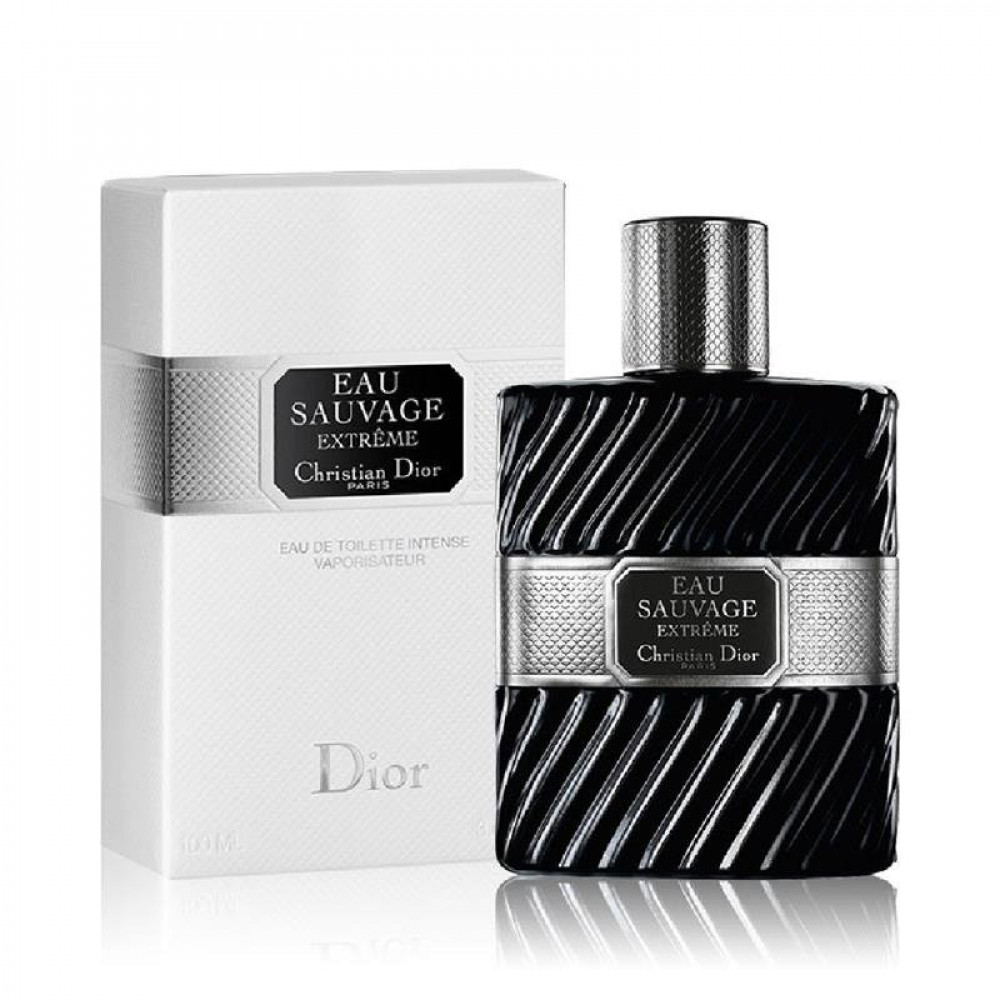 EAU
SAUVAGE
EXTRÊME
Christian Dior
PARIS
EAU DE TOILETTE INTENSE
VAPORISATEUR
Dior
100 ML
EAU
SAUVAGE
EXTRÊME
Christian Dior
PARIS